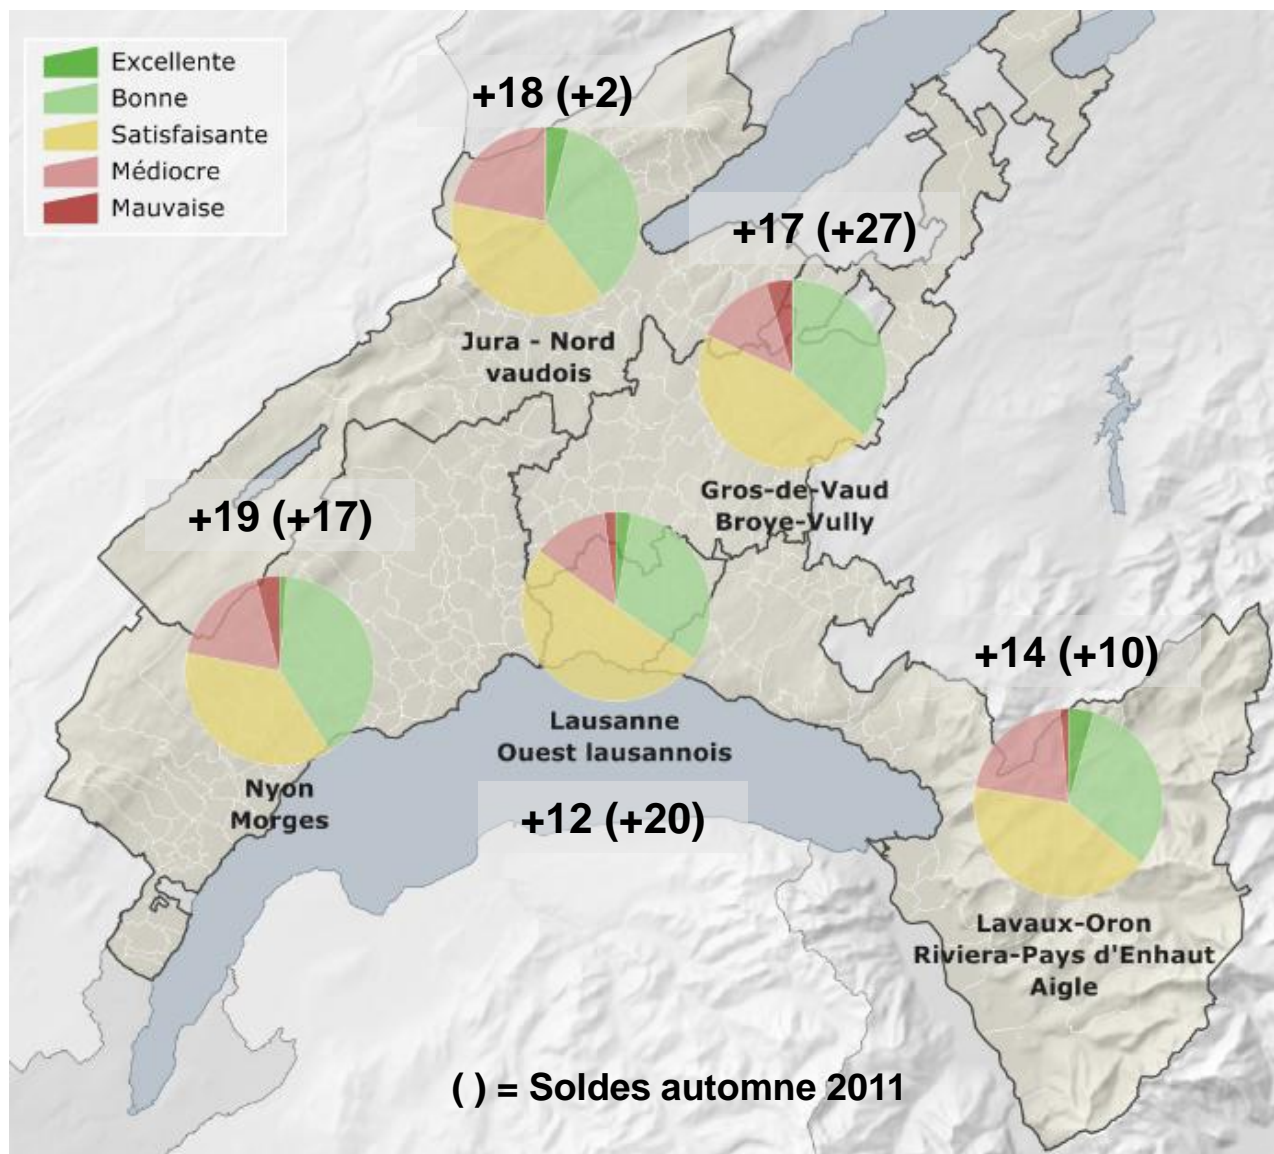 Excellente
Bonne
Satisfaisante
Médiocre
Mauvaise
+18 (+2)
Jura - Nord
vaudois
+17 (+27)
Gros-de-Vaud
Broye-Vully
+19 (+17)
Nyon
Morges
Lausanne
Ouest lausannois
+12 (+20)
+14 (+10)
Lavaux-Oron
Riviera-Pays d'Enhaut
Aigle
( ) = Soldes automne 2011